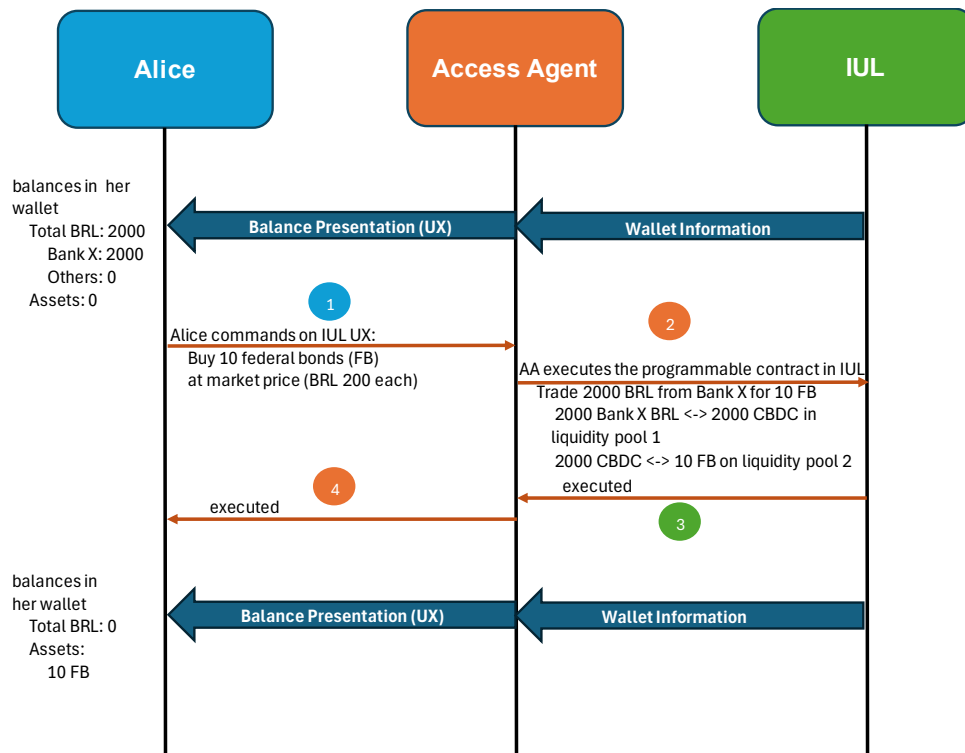 Alice
Access Agent
IUL
balances in her
wallet
Total BRL: 2000
Bank X: 2000
Others: 0
Assets: 0
Balance Presentation (UX)
Wallet Information
1
Alice commands on IUL UX:
Buy 10 federal bonds (FB)
at market price (BRL 200 each)
2
AA executes the programmable contract in IUL
Trade 2000 BRL from Bank X for 10 FB
2000 Bank X BRL <-> 2000 CBDC in
liquidity pool 1
2000 CBDC <-> 10 FB on liquidity pool 2
executed
3
4
executed
balances in
her wallet
Total BRL: 0
Assets:
10 FB
Balance Presentation (UX)
Wallet Information